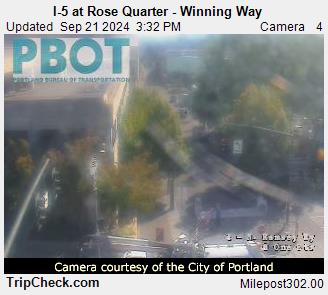 I-5 at Rose Quarter - Winning Way
Updated Sep 21 2024 3:32 PM Camera 4
PBOT
PORTLAND BUREAU OF TRANSPORTATION
Camera courtesy of the City of Portland
TripCheck.com Milepost302.00